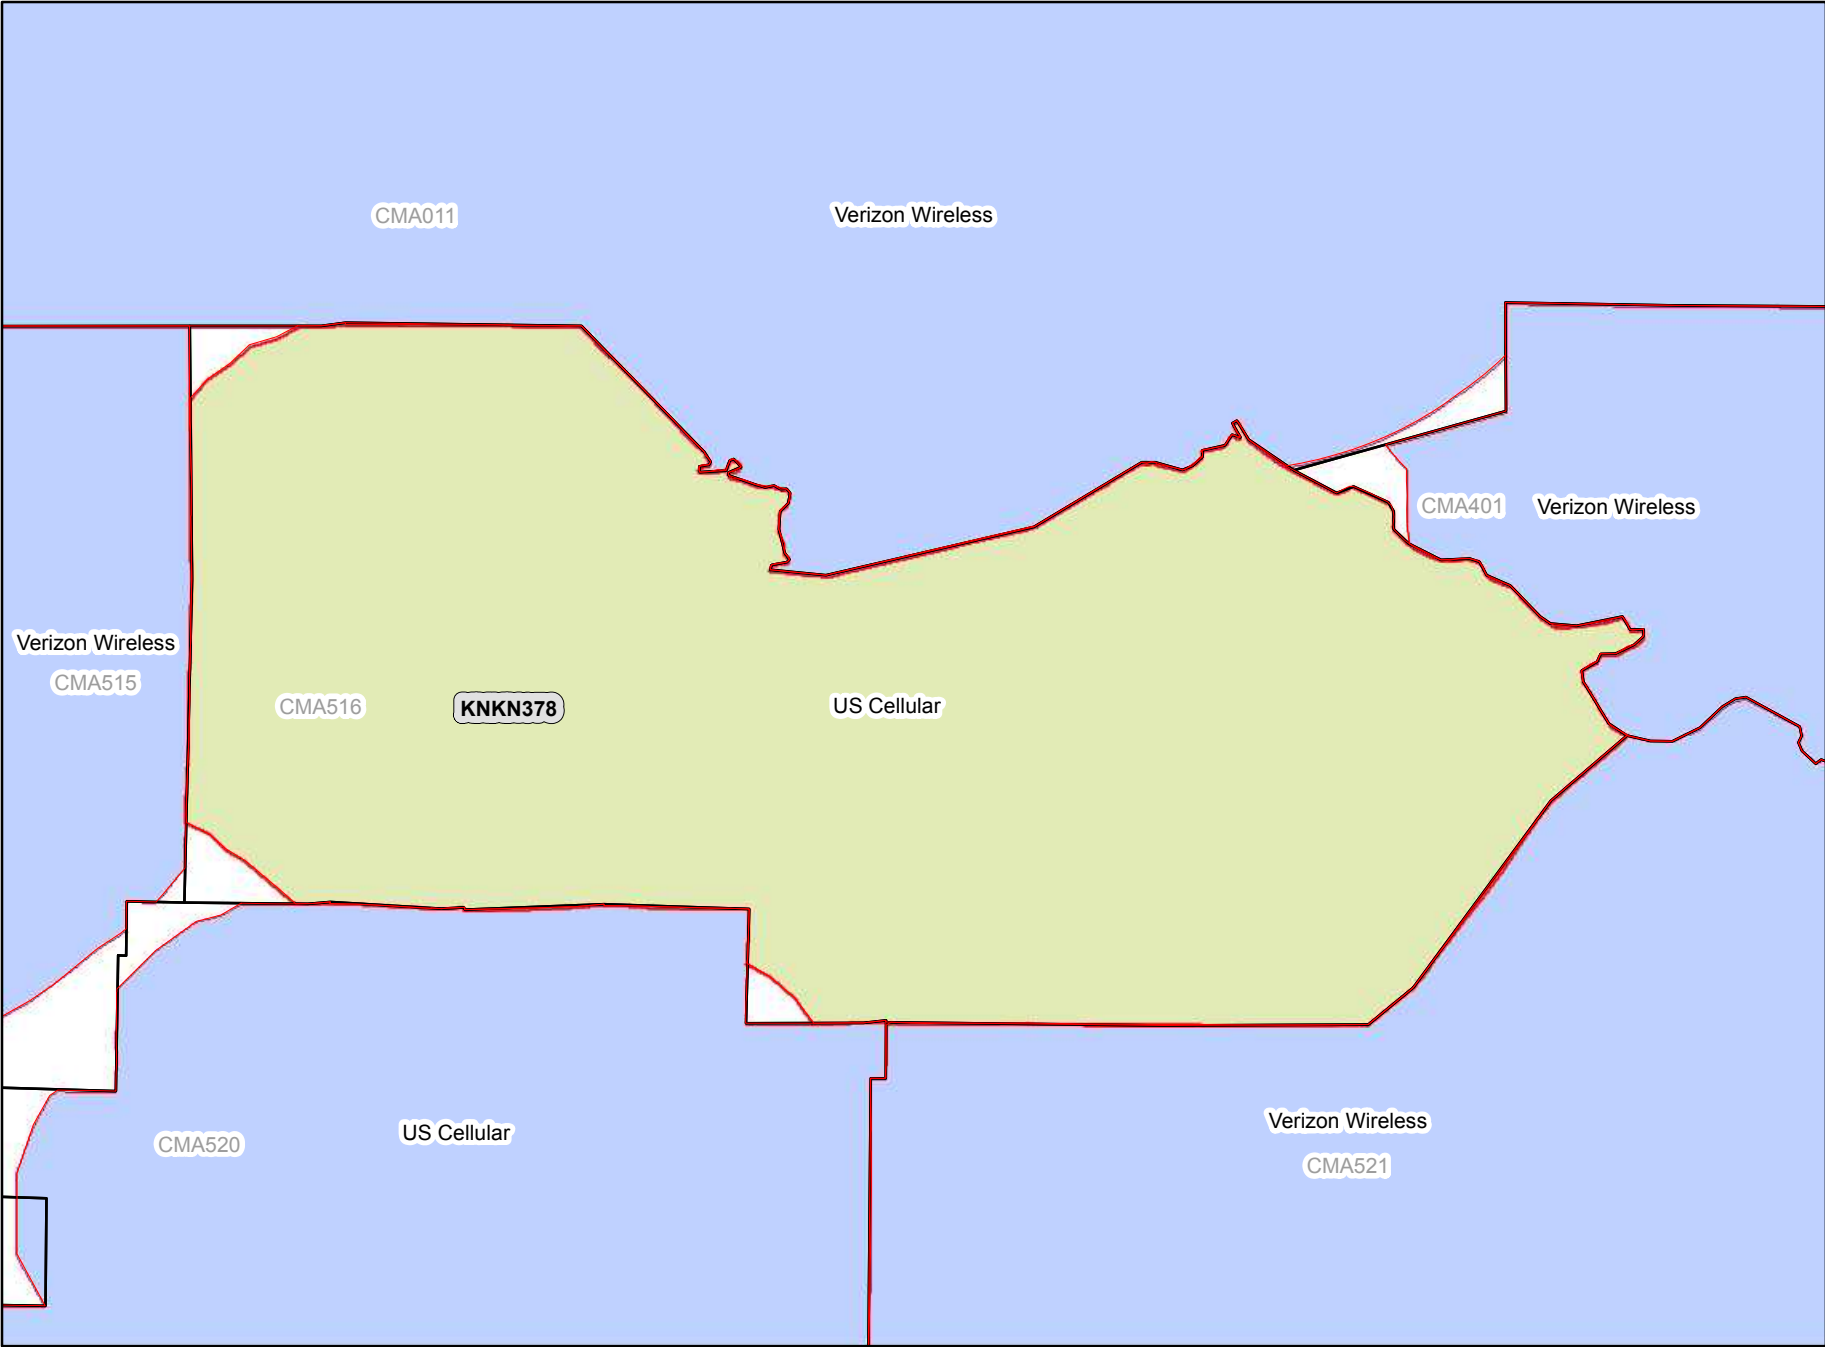 CMA011
Verizon Wireless
CMA401
Verizon Wireless
Verizon Wireless
CMA515
CMA516
KNKN378
US Cellular
CMA520
US Cellular
Verizon Wireless
CMA521